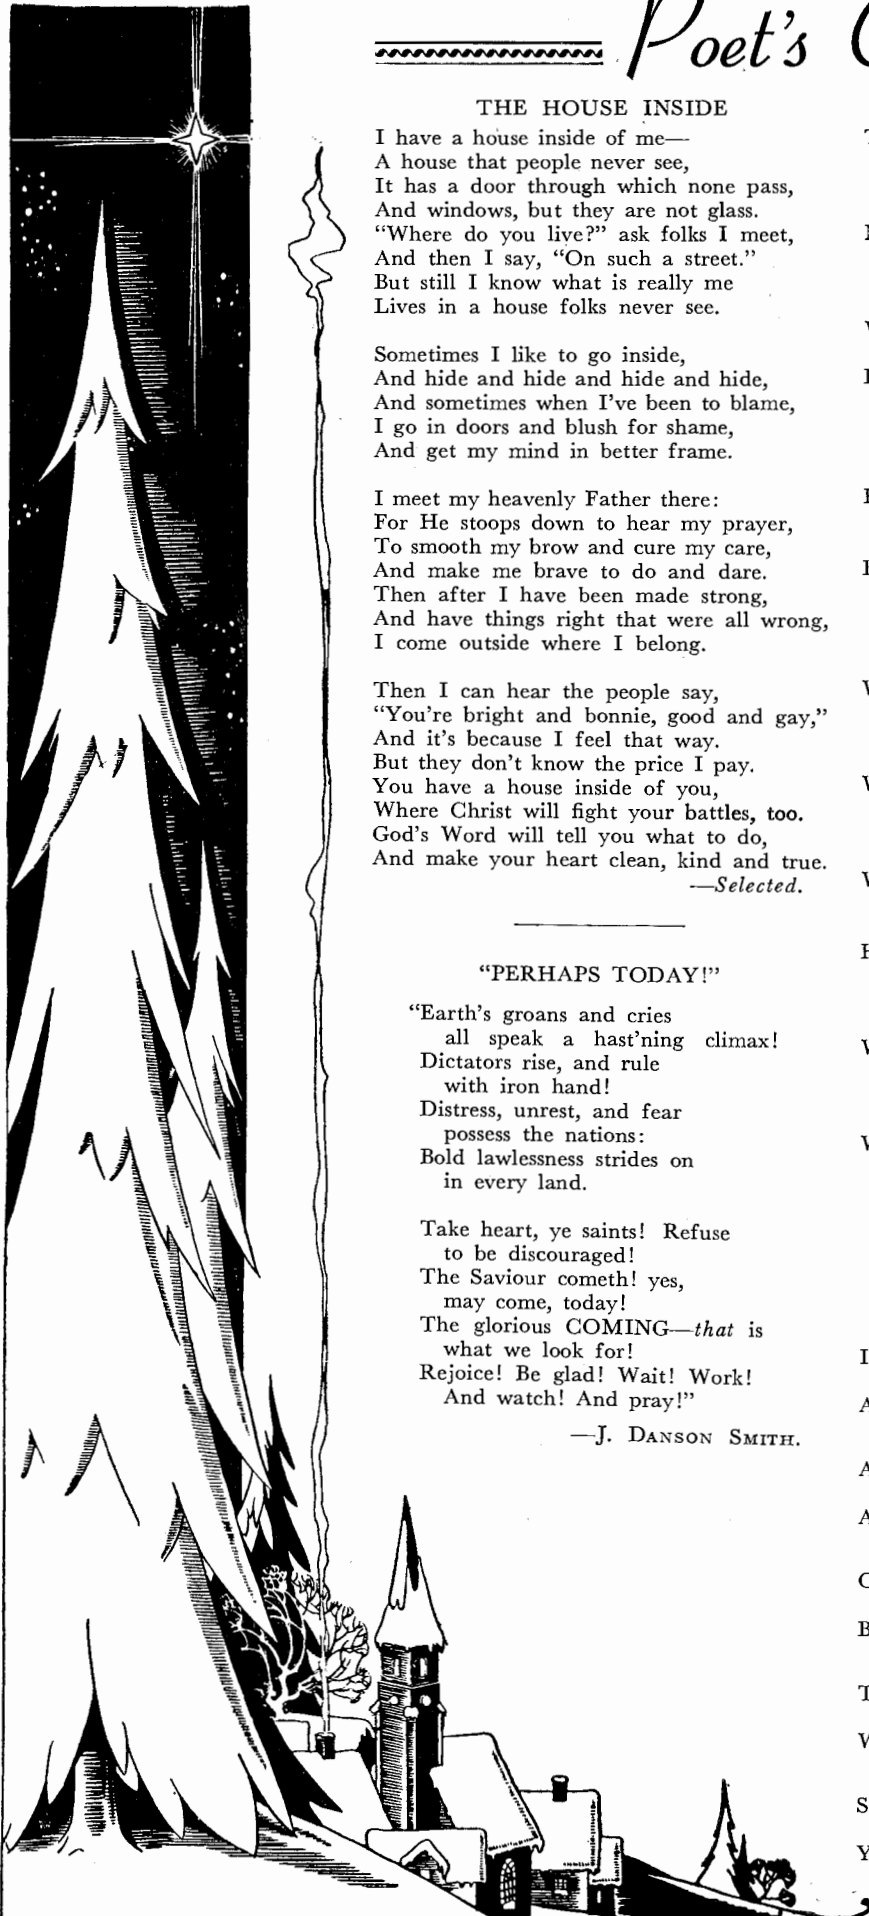 Poet's
THE HOUSE INSIDE
I have a house inside of me—
A house that people never see,
It has a door through which none pass,
And windows, but they are not glass.
“Where do you live?” ask folks I meet,
And then I say, “On such a street.”
But still I know what is really me
Lives in a house folks never see.

Sometimes I like to go inside,
And hide and hide and hide and hide,
And sometimes when I've been to blame,
I go in doors and blush for shame,
And get my mind in better frame.

I meet my heavenly Father there:
For He stoops down to hear my prayer,
To smooth my brow and cure my care,
And make me brave to do and dare.
Then after I have been made strong,
And have things right that were all wrong,
I come outside where I belong.

Then I can hear the people say,
“You're bright and bonnie, good and gay,”
And it's because I feel that way.
But they don't know the price I pay.
You have a house inside of you,
Where Christ will fight your battles, too.
God's Word will tell you what to do,
And make your heart clean, kind and true.
—Selected.

“PERHAPS TODAY!”
“Earth's groans and cries
all speak a hast'ning climax!
Dictators rise, and rule
with iron hand!
Distress, unrest, and fear
possess the nations:
Bold lawlessness strides on
in every land.

Take heart, ye saints! Refuse
to be discouraged!
The Saviour cometh! yes,
may come, today!
The glorious COMING—that is
what we look for!
Rejoice! Be glad! Wait! Work!
And watch! And pray!”
—J. DANSON SMITH.